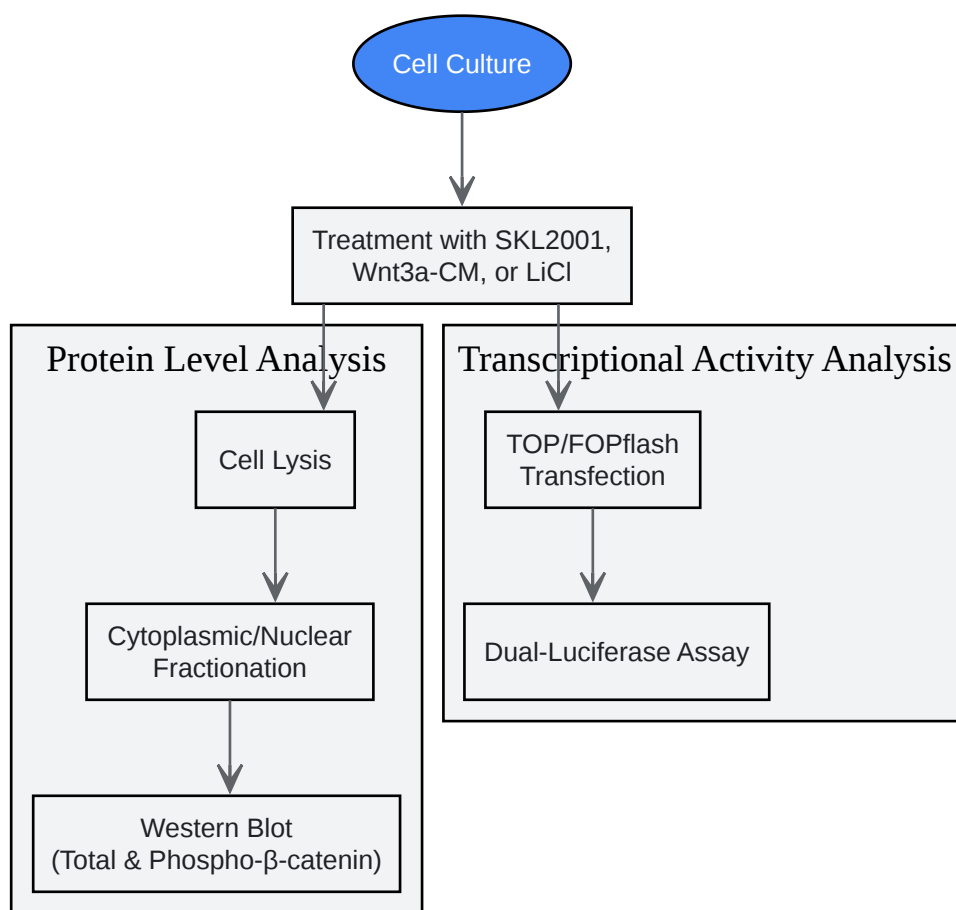 Cell Culture
Treatment with SKL2001,
Wnt3a-CM, or LiCl
Protein Level Analysis
Cell Lysis
Cytoplasmic/Nuclear
Fractionation
Western Blot
(Total & Phospho-β-catenin)
Transcriptional Activity Analysis
TOP/FOPflash
Transfection
Dual-Luciferase Assay